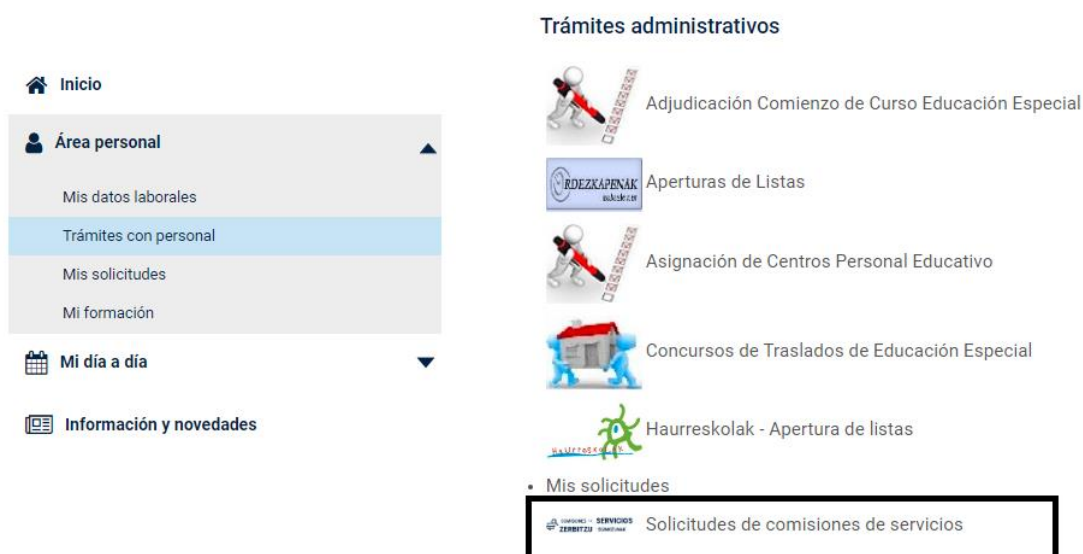 Trámites administrativos
Inicio
Área personal
Mis datos laborales
Trámites con personal
Mis solicitudes
Mi formación
Mi día a día
Información y novedades
Adjudicación Comienzo de Curso Educación Especial
ORDEZKAPENAK
Aperturas de Listas
Asignación de Centros Personal Educativo
Concursos de Traslados de Educación Especial
Haurreskolak - Apertura de listas
• Mis solicitudes
SERVICIOS
ZERBITZU
Solicitudes de comisiones de servicios